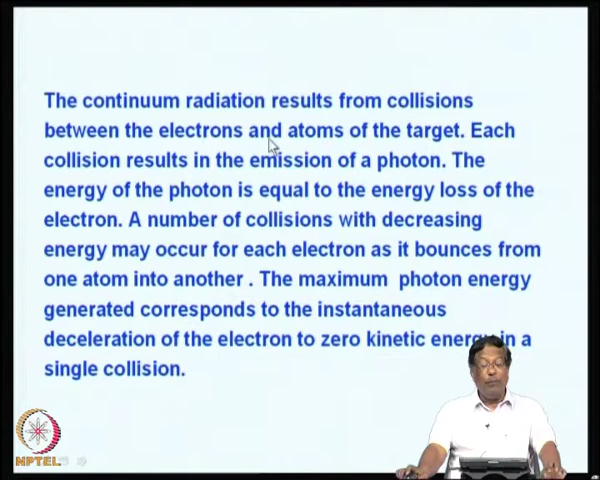 The continuum radiation results from collisions
between the electrons and atoms of the target. Each
collision results in the emission of a photon. The
energy of the photon is equal to the energy loss of the
electron. A number of collisions with decreasing
energy may occur for each electron as it bounces from
one atom into another . The maximum photon energy
generated corresponds to the instantaneous
deceleration of the electron to zero kinetic energy in a
single collision.
NPTEL